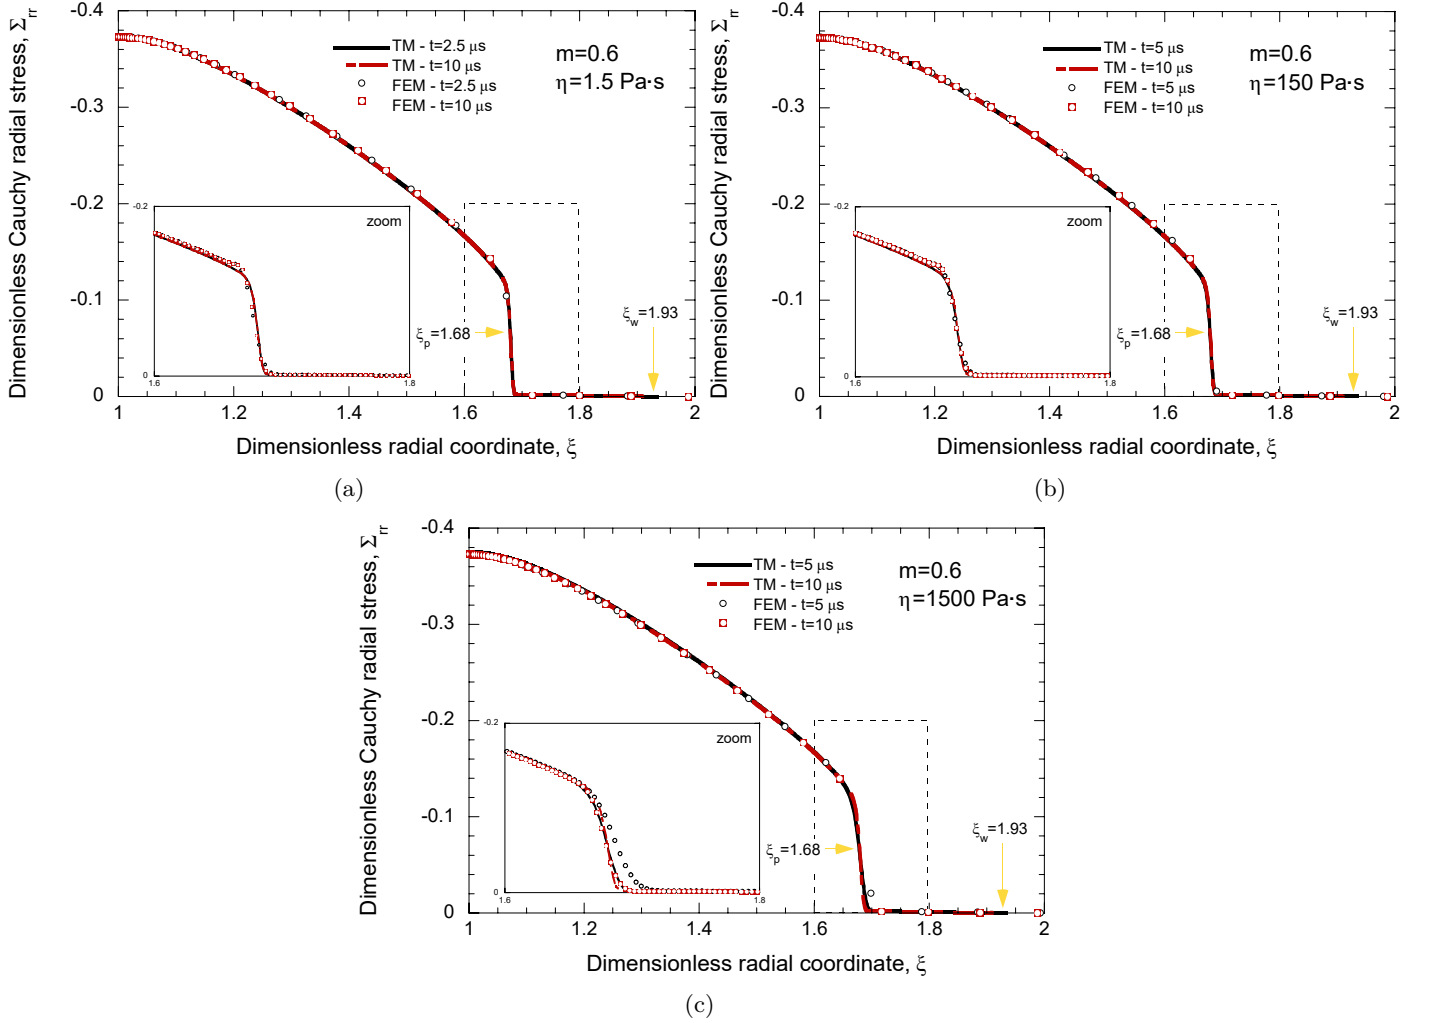 Dimensionless Cauchy radial stress, Σrr
-0.4
-0.3
-0.2
-0.1
0
TM - t=2.5 μs
TM - t=10 μs
FEM - t=2.5 μs
FEM - t=10 μs
m=0.6
η=1.5 Pa·s
-0.2
zoom
0
1.6
1.8
ξp=1.68
ξw=1.93
1
1.2
1.4
1.6
1.8
2
Dimensionless radial coordinate, ξ
(a)
Dimensionless Cauchy radial stress, Σrr
-0.4
-0.3
-0.2
-0.1
0
TM - t=5 μs
TM - t=10 μs
FEM - t=5 μs
FEM - t=10 μs
m=0.6
η=150 Pa·s
-0.2
zoom
0
1.6
1.8
ξp=1.68
ξw=1.93
1
1.2
1.4
1.6
1.8
2
Dimensionless radial coordinate, ξ
(b)
Dimensionless Cauchy radial stress, Σrr
-0.4
-0.3
-0.2
-0.1
0
TM - t=5 μs
TM - t=10 μs
FEM - t=5 μs
FEM - t=10 μs
m=0.6
η=1500 Pa·s
-0.2
zoom
0
1.6
1.8
ξp=1.68
ξw=1.93
1
1.2
1.4
1.6
1.8
2
Dimensionless radial coordinate, ξ
(c)